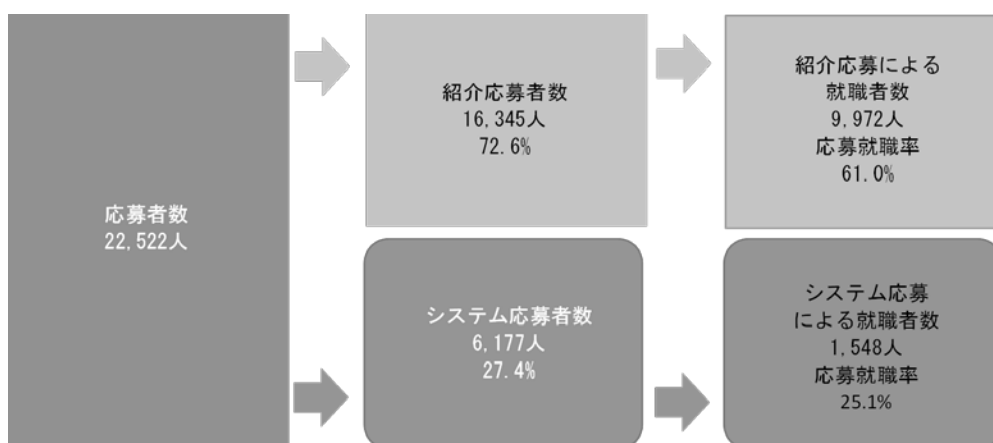 応募者数
22,522人
紹介応募者数
16,345人
72.6%
紹介応募による
就職者数
9,972人
応募就職率
61.0%
システム応募者数
6,177人
27.4%
システム応募
による就職者数
1,548人
応募就職率
25.1%